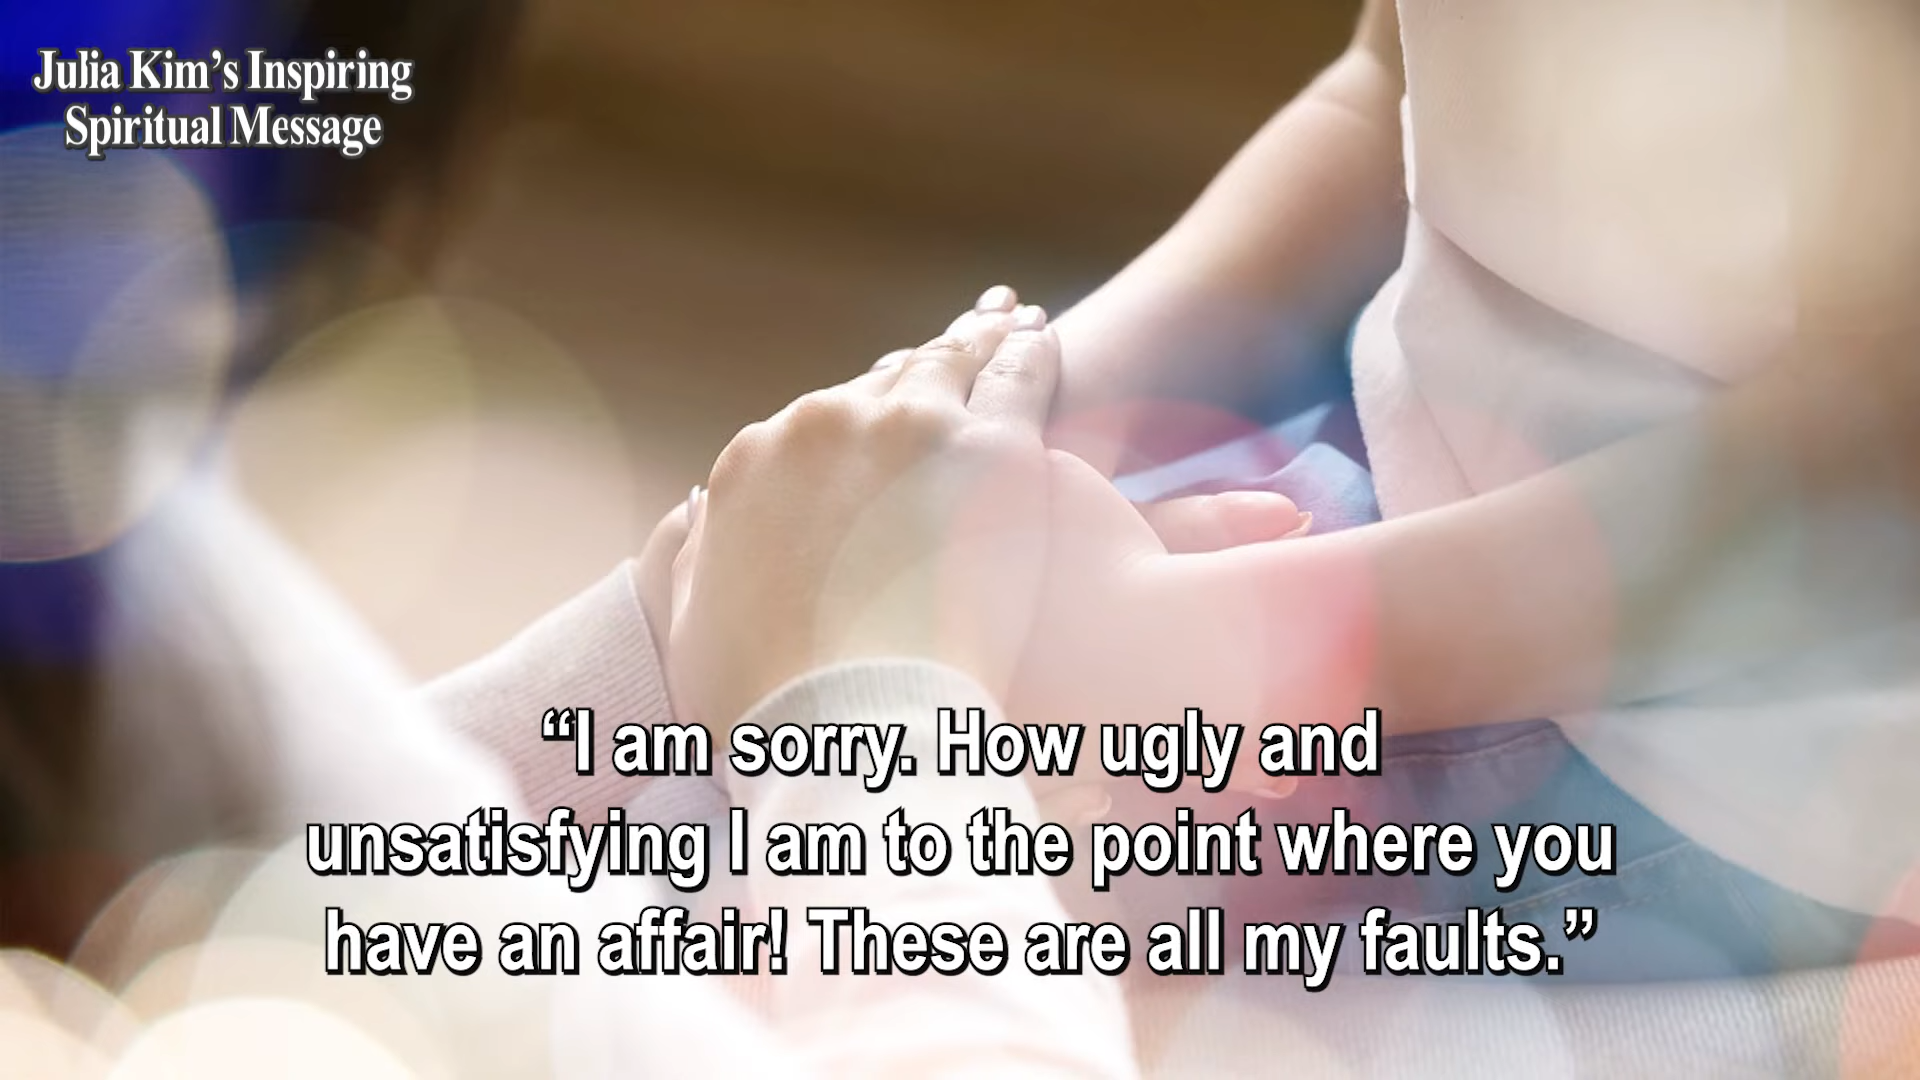 Julia Kim’s Inspiring
Spiritual Message
“I am sorry. How ugly and
unsatisfying I am to the point where you
have an affair! These are all my faults.”